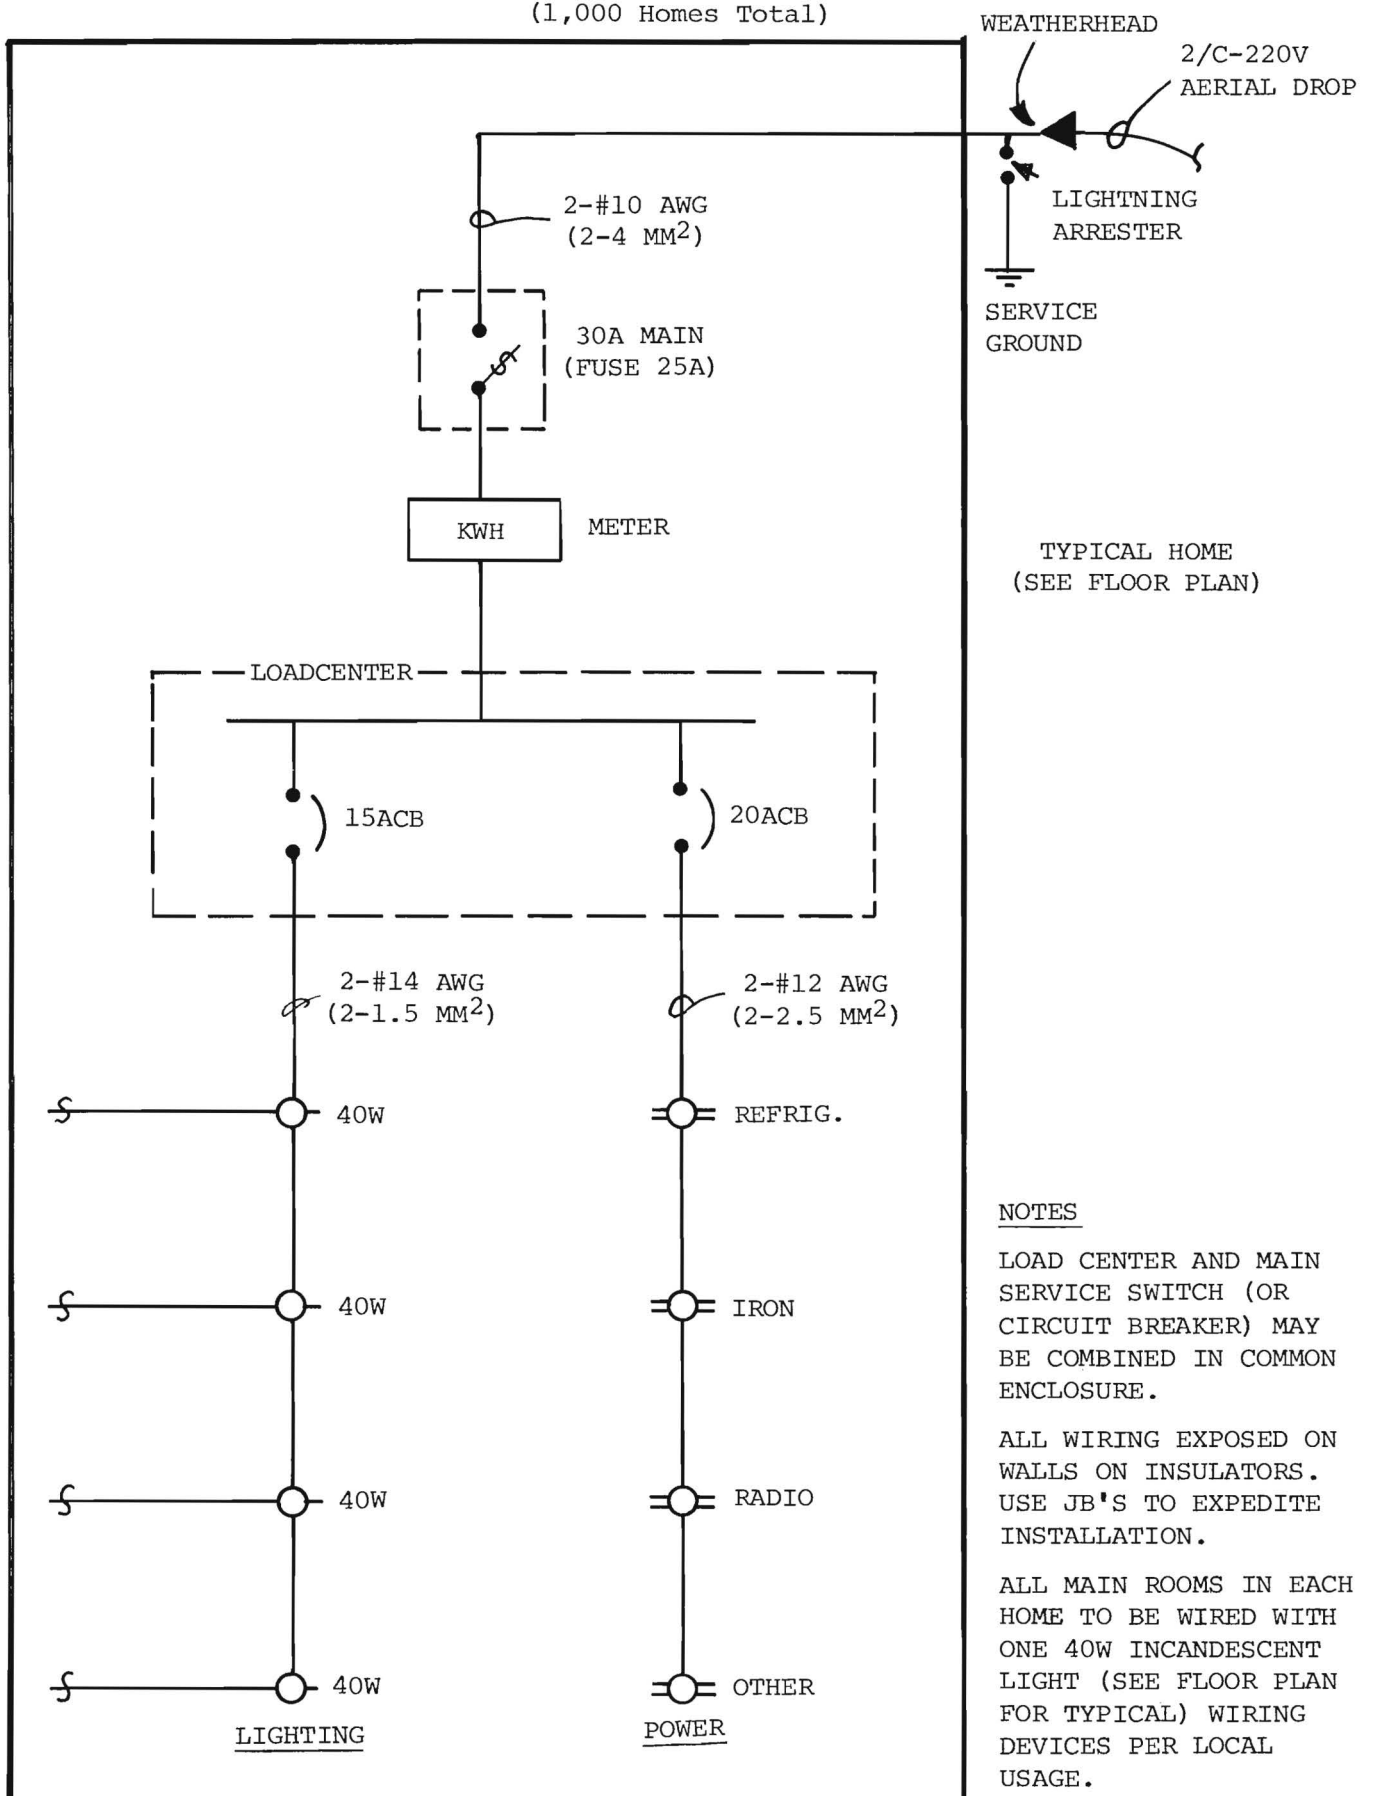 (1,000 Homes Total)
WEATHERHEAD
2/C-220V
AERIAL DROP
2-#10 AWG
(2-4 MM²)
LIGHTNING
ARRESTER
SERVICE
GROUND
30A MAIN
(FUSE 25A)
KWH
METER
TYPICAL HOME
(SEE FLOOR PLAN)
LOADCENTER
15ACB
20ACB
2-#14 AWG
(2-1.5 MM²)
2-#12 AWG
(2-2.5 MM²)
40W
REFRIG.
40W
IRON
40W
RADIO
40W
OTHER
LIGHTING
POWER
NOTES
LOAD CENTER AND MAIN
SERVICE SWITCH (OR
CIRCUIT BREAKER) MAY
BE COMBINED IN COMMON
ENCLOSURE.
ALL WIRING EXPOSED ON
WALLS ON INSULATORS.
USE JB'S TO EXPEDITE
INSTALLATION.
ALL MAIN ROOMS IN EACH
HOME TO BE WIRED WITH
ONE 40W INCANDESCENT
LIGHT (SEE FLOOR PLAN
FOR TYPICAL) WIRING
DEVICES PER LOCAL
USAGE.